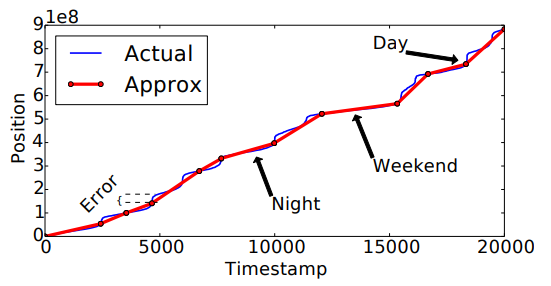 1e8
9
8
7
6
5
4
3
2
1
0
Position
Actual
Approx
Day
Error
{
Weekend
Night
0
5000
10000
15000
20000
Timestamp